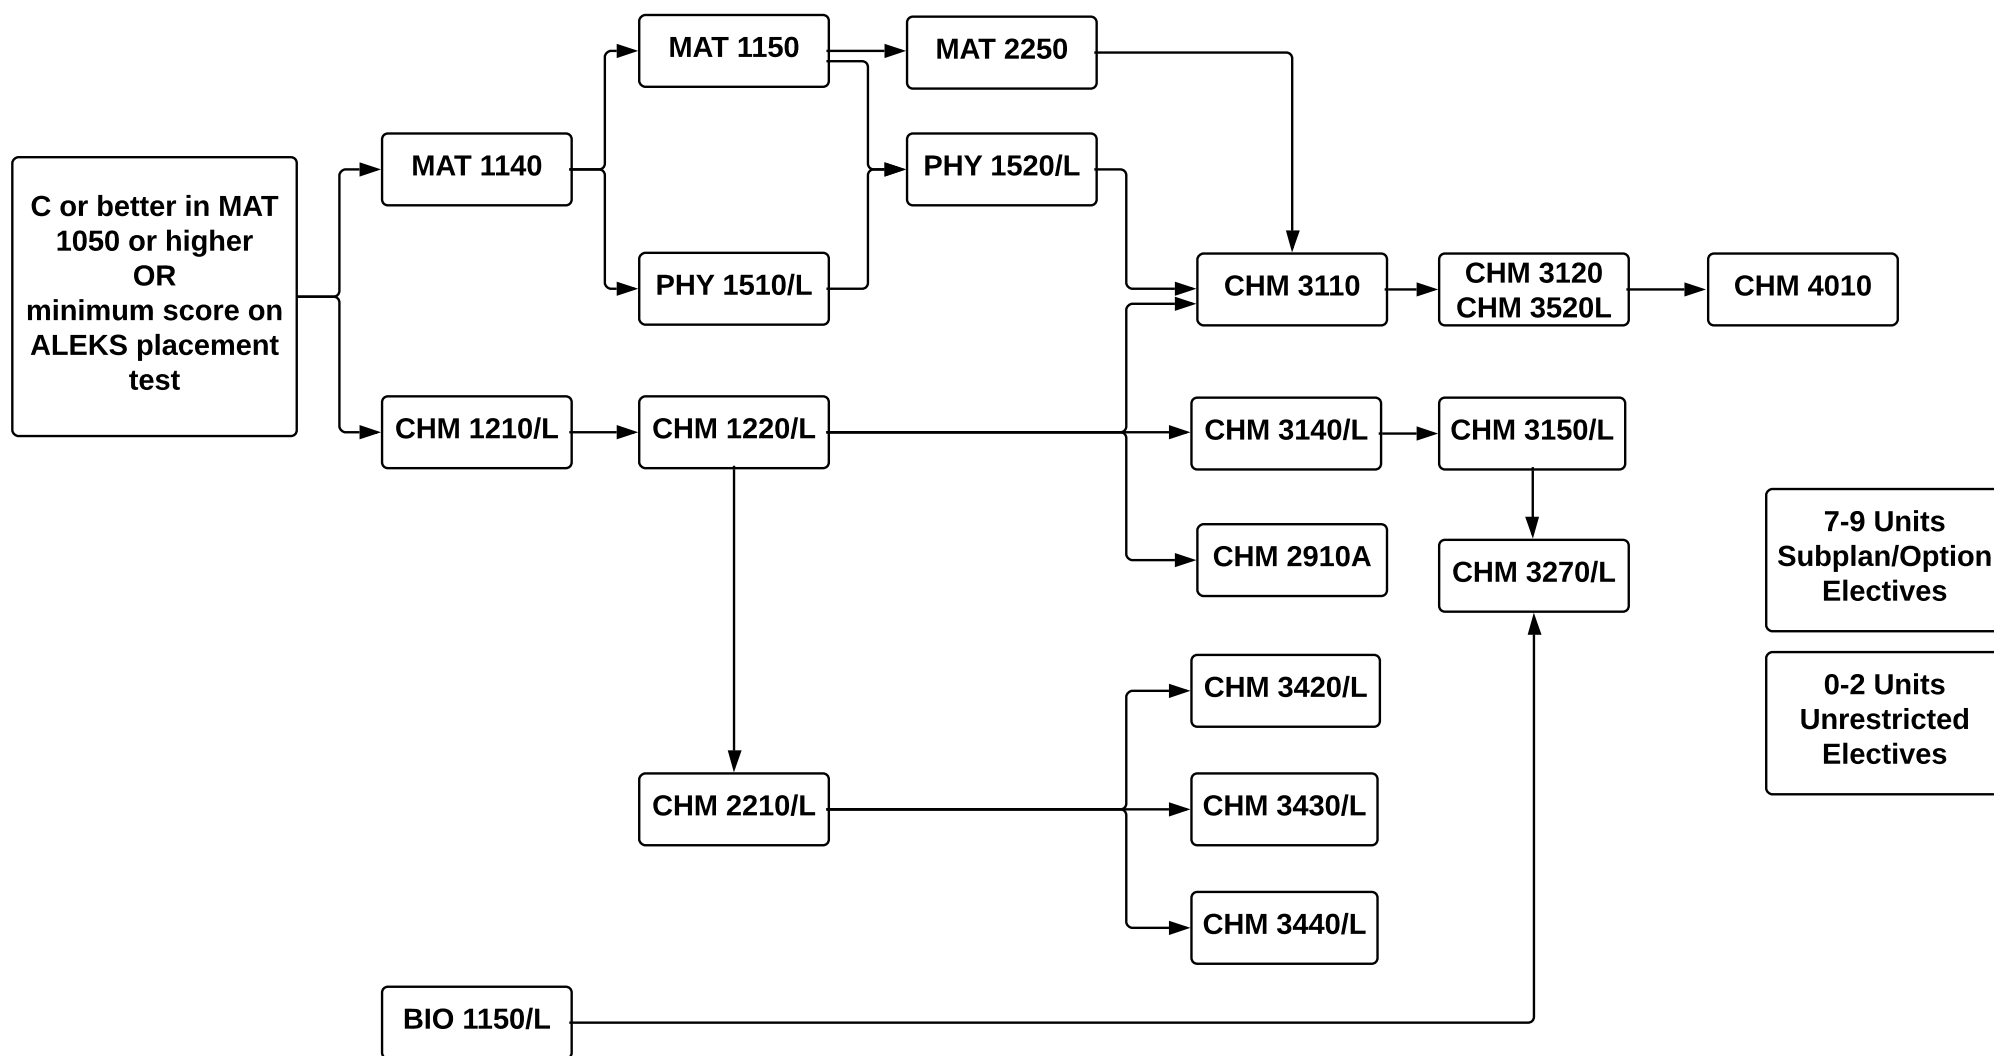 MAT 1150
MAT 2250
MAT 1140
PHY 1520/L
C or better in MAT
1050 or higher
OR
minimum score on
ALEKS placement
test
PHY 1510/L
CHM 3110
CHM 3120
CHM 3520L
CHM 4010
CHM 1210/L
CHM 1220/L
CHM 3140/L
CHM 3150/L
7-9 Units
Subplan/Option
Electives
CHM 2910A
CHM 3270/L
CHM 3420/L
0-2 Units
Unrestricted
Electives
CHM 2210/L
CHM 3430/L
CHM 3440/L
BIO 1150/L